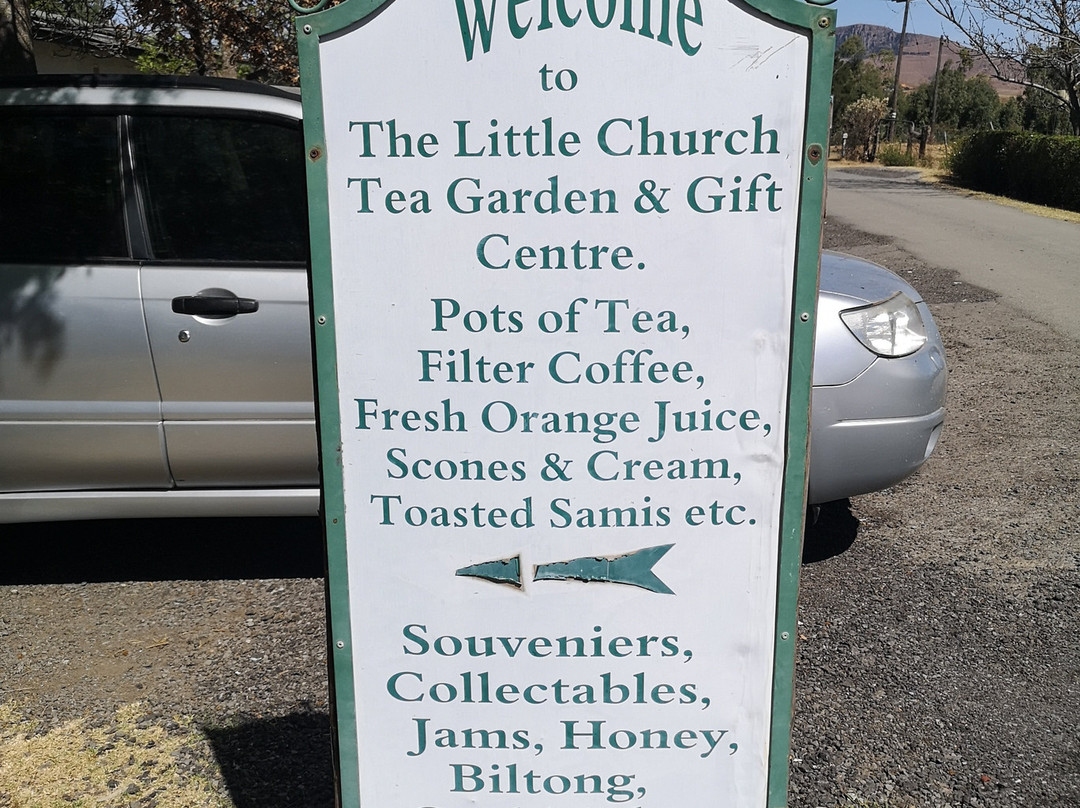 Welcome
to
The Little Church
Tea Garden & Gift
Centre.
Pots of Tea,
Filter Coffee,
Fresh Orange Juice,
Scones & Cream,
Toasted Samis etc.
Souveniers,
Collectables,
Jams, Honey,
Biltong,